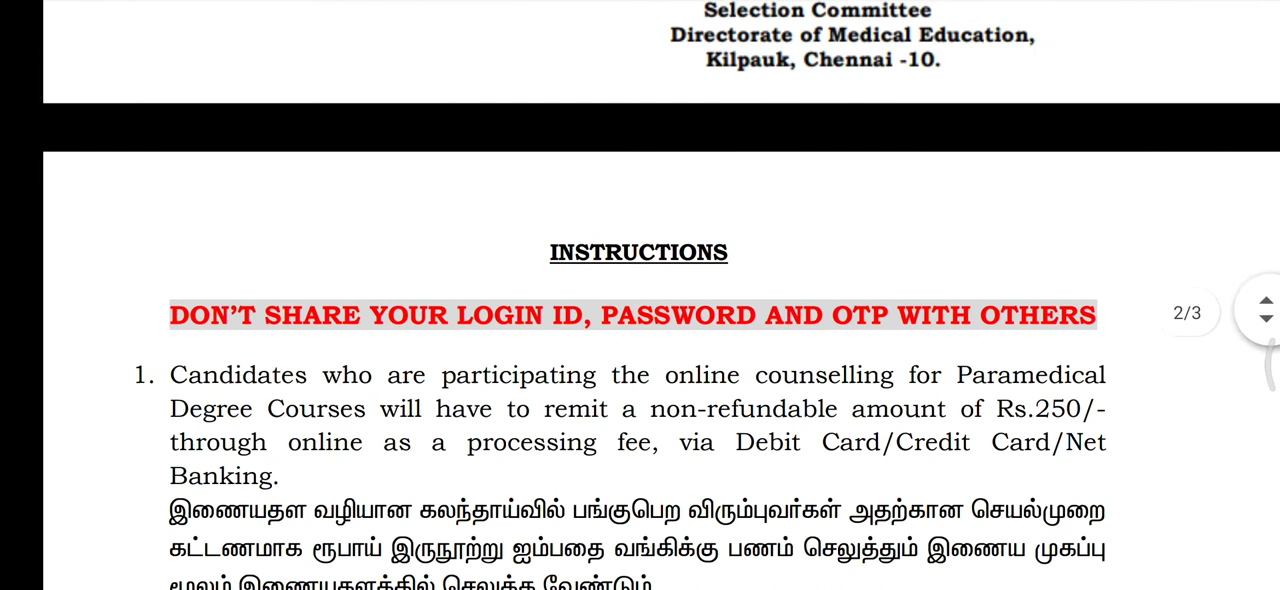 Selection Committee
Directorate of Medical Education,
Kilpauk, Chennai -10.
INSTRUCTIONS
DON'T SHARE YOUR LOGIN ID, PASSWORD AND OTP WITH OTHERS
2/3
1. Candidates who are participating the online counselling for Paramedical
Degree Courses will have to remit a non-refundable amount of Rs.250/-
through online as a processing fee, via Debit Card/Credit Card/Net
Banking.
இணையதள வழியான கலந்தாய்வில் பங்குபெற விரும்புவர்கள் அதற்கான செயல்முறை
கட்டணமாக ரூபாய் இருநூற்று ஐம்பதை வங்கிக்கு பணம் செலுத்தும் இணைய முகப்பு
மூலம் இணையதளத்தில் செலுத்த வேண்டும்